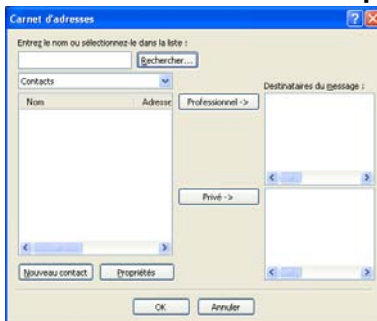 Carnet d'adresses
Entrez le nom ou sélectionnez-le dans la liste :
Rechercher...
Contacts
Destinataires du message :
Nom Adresse
Professionnel ->
Privé ->
Nouveau contact
Propriétés
OK
Annuler